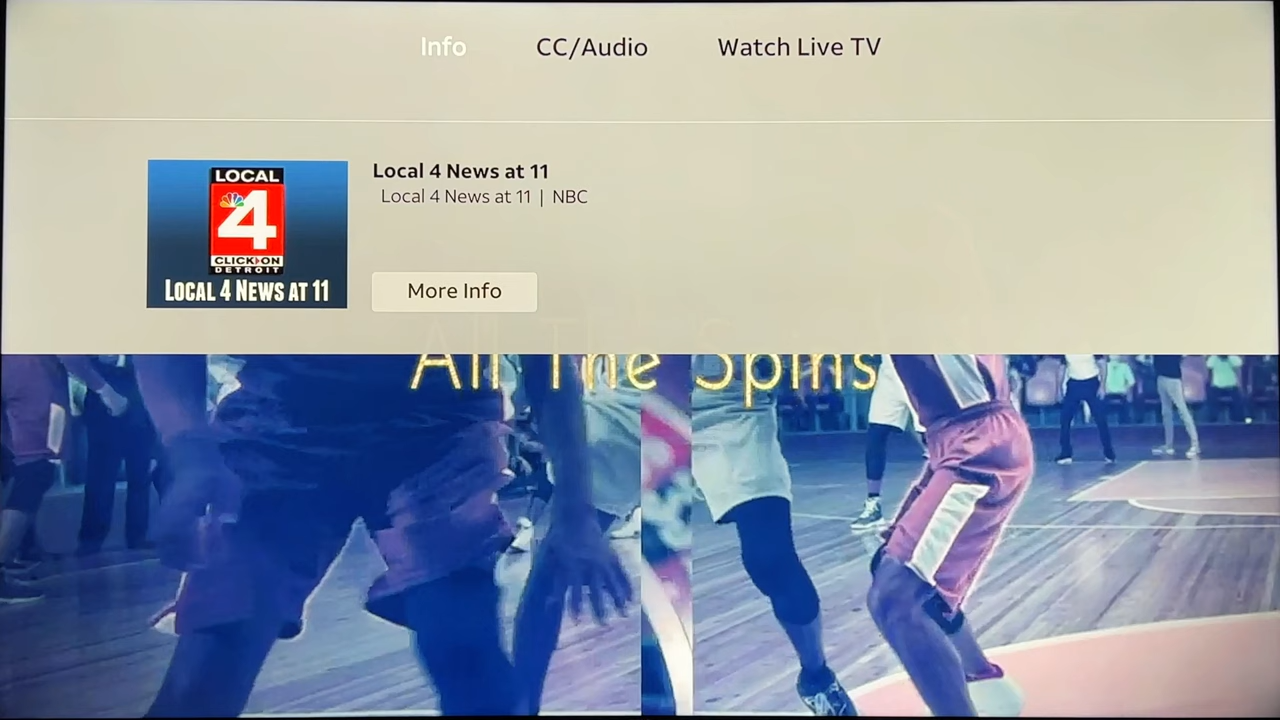 Info
CC/Audio
Watch Live TV
LOCAL
4
CLICK ON
DETROIT
LOCAL 4 NEWS AT 11
Local 4 News at 11
Local 4 News at 11 | NBC
More Info
All The Spins